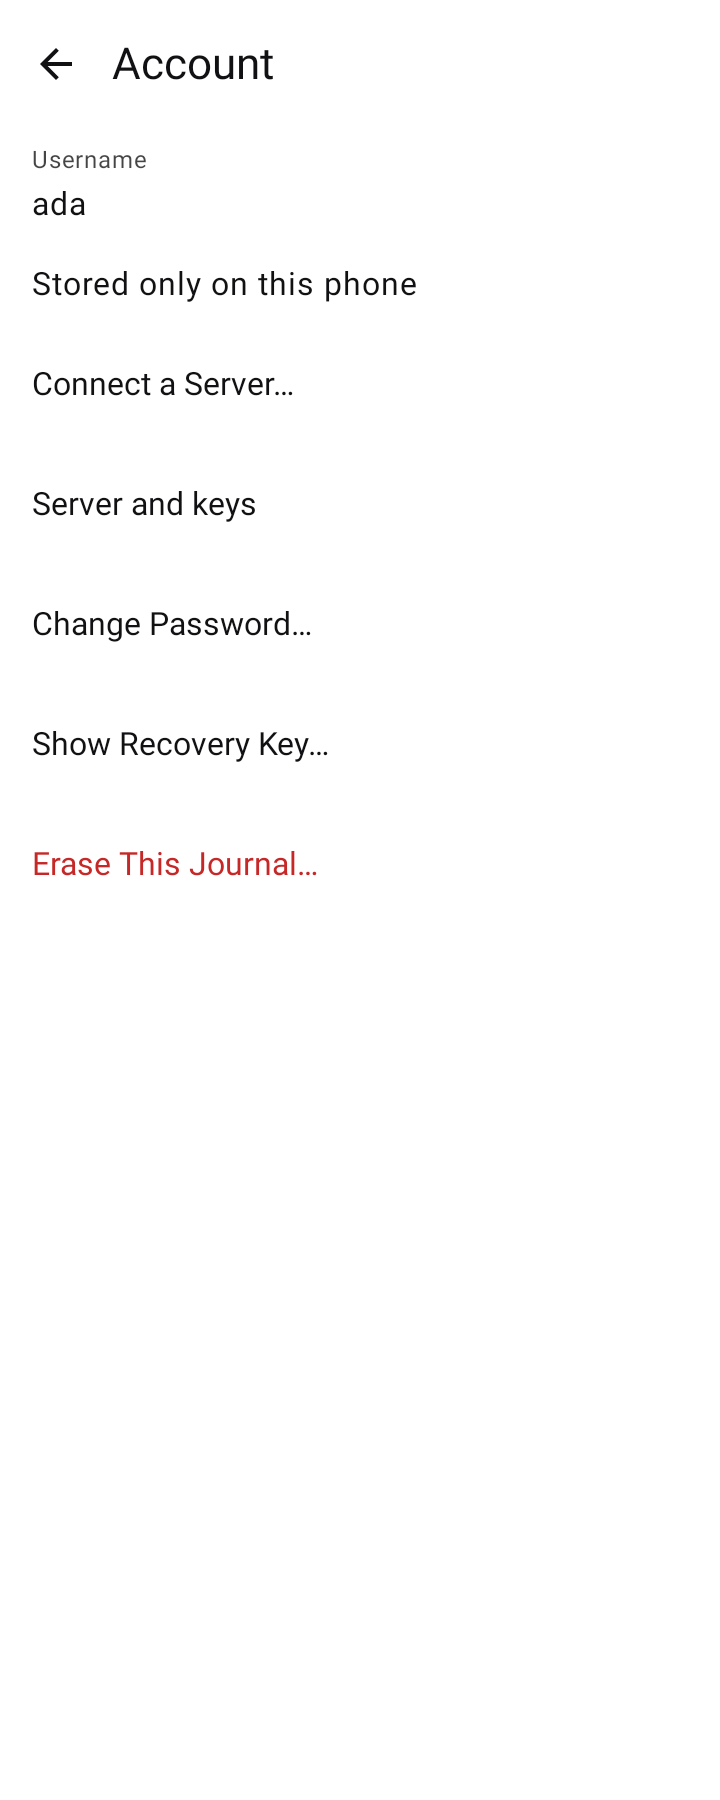 Account
Username
ada
Stored only on this phone
Connect a Server…
Server and keys
Change Password…
Show Recovery Key…
Erase This Journal…